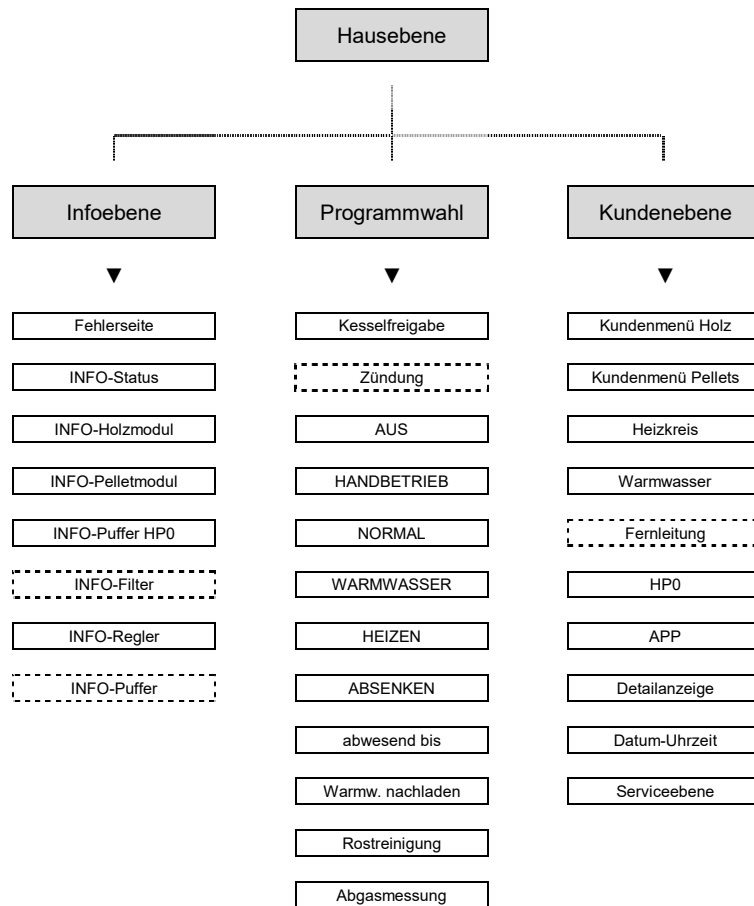 Hausebene
Infoebene
Programmwahl
Kundenebene
▼
▼
▼
Fehlerseite
INFO-Status
INFO-Holzmodul
INFO-Pelletmodul
INFO-Puffer HP0
INFO-Filter
INFO-Regler
INFO-Puffer
Kesselfreigabe
Zündung
AUS
HANDBETRIEB
NORMAL
WARMWASSER
HEIZEN
ABSENKEN
abwesend bis
Warmw. nachladen
Rostreinigung
Abgasmessung
Kundenmenü Holz
Kundenmenü Pellets
Heizkreis
Warmwasser
Fernleitung
HP0
APP
Detailanzeige
Datum-Uhrzeit
Serviceebene